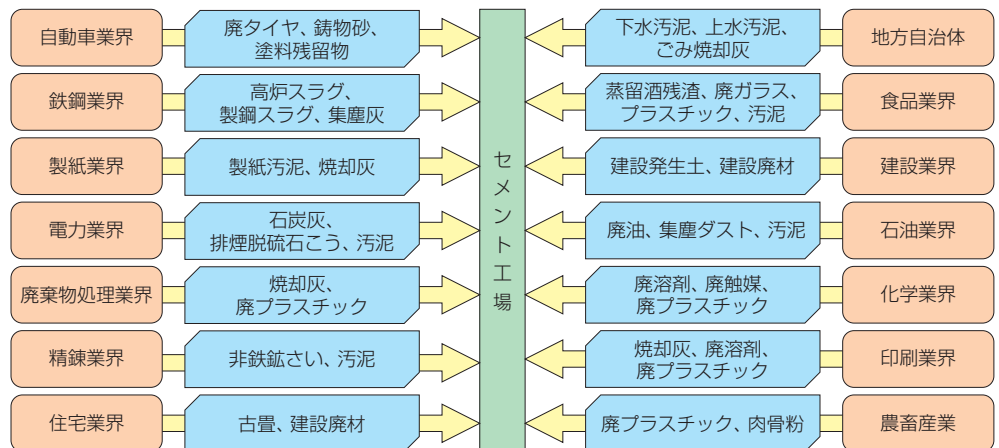 自動車業界
廃タイヤ、鋳物砂、
塗料残留物
鉄鋼業界
高炉スラグ、
製鋼スラグ、集塵灰
製紙業界
製紙汚泥、焼却灰
電力業界
石炭灰、
排煙脱硫石こう、汚泥
廃棄物処理業界
焼却灰、
廃プラスチック
精錬業界
非鉄鉱さい、汚泥
住宅業界
古畳、建設廃材
セメント工場
下水汚泥、上水汚泥、
ごみ焼却灰
地方自治体
蒸留酒残渣、廃ガラス、
プラスチック、汚泥
食品業界
建設発生土、建設廃材
建設業界
廃油、集塵ダスト、汚泥
石油業界
廃溶剤、廃触媒、
廃プラスチック
化学業界
焼却灰、廃溶剤、
廃プラスチック
印刷業界
廃プラスチック、肉骨粉
農畜産業